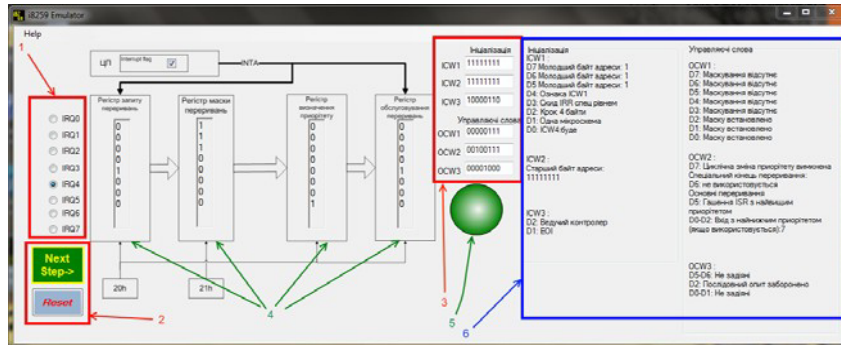 i8259 Emulator
Help
1
ЦП
Interrupt flag
INTA
IRQ0
IRQ1
IRQ2
IRQ3
IRQ4
IRQ5
IRQ6
IRQ7
Регістр запиту
переривань
0
0
0
0
1
0
0
0
Регістр маски
переривань
1
1
1
0
0
0
0
0
Регістр
визначення
пріоритету
0
0
0
0
0
0
0
1
Регістр
обслуговування
переривань
0
0
0
0
1
0
0
0
Next
Step->
Reset
2
20h
21h
4
Інціалізація
ICW1 11111111
ICW2 11111111
ICW3 10000110
Управляючі слова
OCW1 00000111
OCW2 00100111
OCW3 00001000
3
5
6
Інціалізація
ICW1 :
D7 Молодший байт адреси: 1
D6 Молодший байт адреси: 1
D5 Молодший байт адреси: 1
D4: Ознака ICW1
D3: Скид IRR спец рівнем
D2: Крок 4 байти
D1: Одна мікросхема
D0: ICW4:буде
ICW2 :
Старший байт адреси:
11111111
ICW3 :
D2: Ведучий контролер
D1: EOI
Управляючі слова
OCW1 :
D7: Маскування відсутнє
D6: Маскування відсутнє
D5: Маскування відсутнє
D4: Маскування відсутнє
D3: Маскування відсутнє
D2: Маску встановлено
D1: Маску встановлено
D0: Маску встановлено
OCW2 :
D7: Циклічна зміна пріоритету вимкнена
Спеціальний кінець переривання:
D6: не використовується
Основні переривання
D5: Гашення ISR з найвищим
пріоритетом
D0-D2: Вхід з найнижчим пріоритетом
(якщо використовується):7
OCW3 :
D5-D6: Не задіяні
D2: Послідовний опит заборонено
D0-D1: Не задіяні